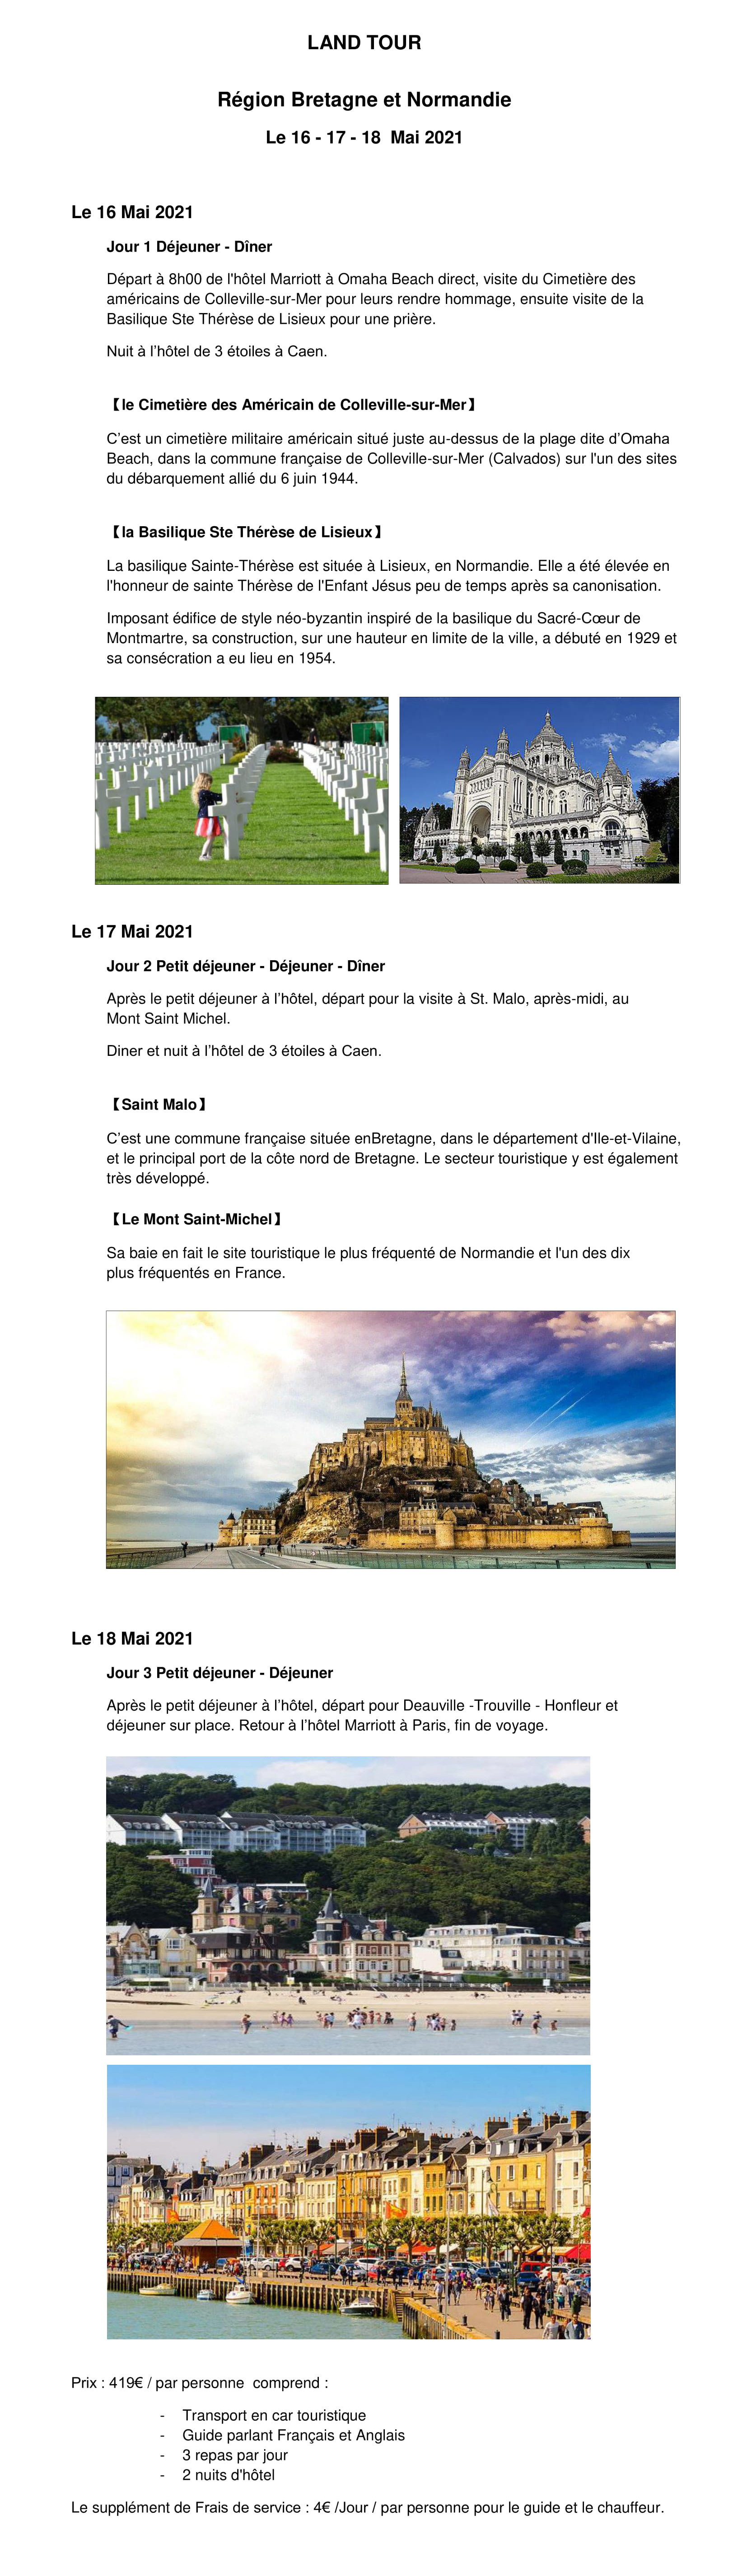 LAND TOUR
Région Bretagne et Normandie
Le 16 - 17 - 18  Mai 2021
Le 16 Mai 2021
Jour 1 Déjeuner - Dîner
Départ à 8h00 de l'hôtel Marriott à Omaha Beach direct, visite du Cimetière des
américains de Colleville-sur-Mer pour leurs rendre hommage, ensuite visite de la
Basilique Ste Thérèse de Lisieux pour une prière.
Nuit à l’hôtel de 3 étoiles à Caen.
【le Cimetière des Américain de Colleville-sur-Mer】
C’est un cimetière militaire américain situé juste au-dessus de la plage dite d’Omaha
Beach, dans la commune française de Colleville-sur-Mer (Calvados) sur l'un des sites
du débarquement allié du 6 juin 1944.
【la Basilique Ste Thérèse de Lisieux】
La basilique Sainte-Thérèse est située à Lisieux, en Normandie. Elle a été élevée en
l'honneur de sainte Thérèse de l'Enfant Jésus peu de temps après sa canonisation.
Imposant édifice de style néo-byzantin inspiré de la basilique du Sacré-Cœur de
Montmartre, sa construction, sur une hauteur en limite de la ville, a débuté en 1929 et
sa consécration a eu lieu en 1954.
Le 17 Mai 2021
Jour 2 Petit déjeuner - Déjeuner - Dîner
Après le petit déjeuner à l’hôtel, départ pour la visite à St. Malo, après-midi, au
Mont Saint Michel.
Diner et nuit à l’hôtel de 3 étoiles à Caen.
【Saint Malo】
C’est une commune française située enBretagne, dans le département d'Ile-et-Vilaine,
et le principal port de la côte nord de Bretagne. Le secteur touristique y est également
très développé.
【Le Mont Saint-Michel】
Sa baie en fait le site touristique le plus fréquenté de Normandie et l'un des dix
plus fréquentés en France.
Le 18 Mai 2021
Jour 3 Petit déjeuner - Déjeuner
Après le petit déjeuner à l’hôtel, départ pour Deauville -Trouville - Honfleur et
déjeuner sur place. Retour à l’hôtel Marriott à Paris, fin de voyage.
Prix : 419€ / par personne  comprend :
- Transport en car touristique
- Guide parlant Français et Anglais
- 3 repas par jour
- 2 nuits d'hôtel
Le supplément de Frais de service : 4€ /Jour / par personne pour le guide et le chauffeur.